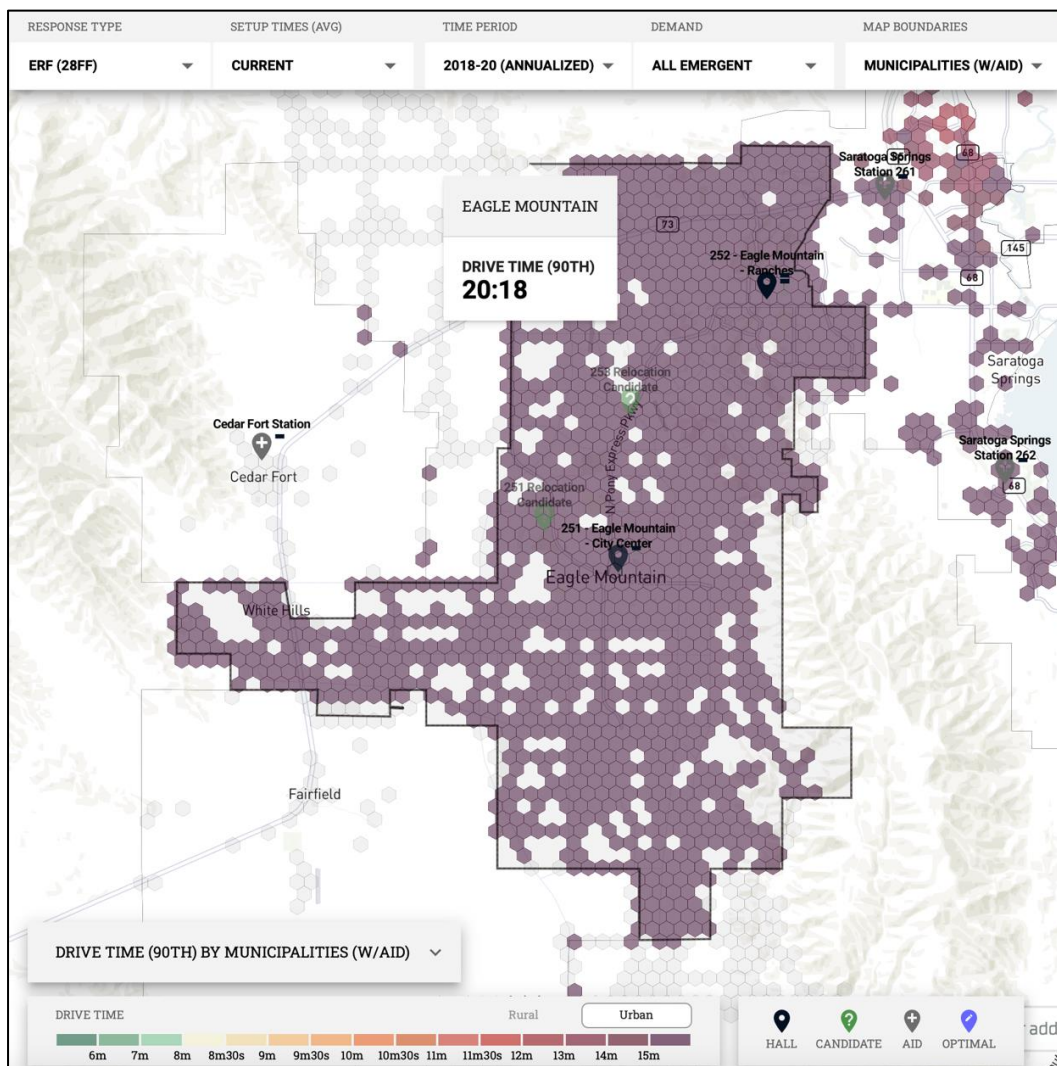 RESPONSE TYPE
SETUP TIMES (AVG)
TIME PERIOD
DEMAND
MAP BOUNDARIES
ERF (28FF)
CURRENT
2018-20 (ANNUALIZED)
ALL EMERGENT
MUNICIPALITIES (W/AID)
Saratoga Springs
Station 261
68
EAGLE MOUNTAIN
DRIVE TIME (90TH)
20:18
73
145
252 - Eagle Mountain
- Ranches
68
Saratoga
Springs
253 Relocation
Candidate
N Pony Express Pkwy
Cedar Fort Station
Cedar Fort
Saratoga Springs
Station 262
68
251 Relocation
Candidate
251 - Eagle Mountain
- City Center
Eagle Mountain
White Hills
Fairfield
DRIVE TIME (90TH) BY MUNICIPALITIES (W/AID)
DRIVE TIME
Rural
Urban
6m 7m 8m 8m30s 9m 9m30s 10m 10m30s 11m 11m30s 12m 13m 14m 15m
HALL
CANDIDATE
AID
OPTIMAL